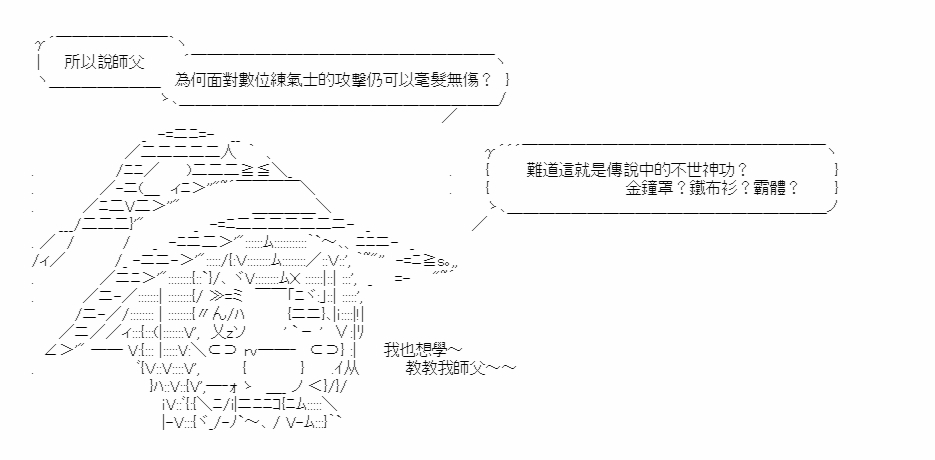 所以說師父
為何面對數位練氣士的攻擊仍可以毫髮無傷？
難道這就是傳說中的不世神功？
金鐘罩？鐵布衫？霸體？
我也想學～
教教我師父～～